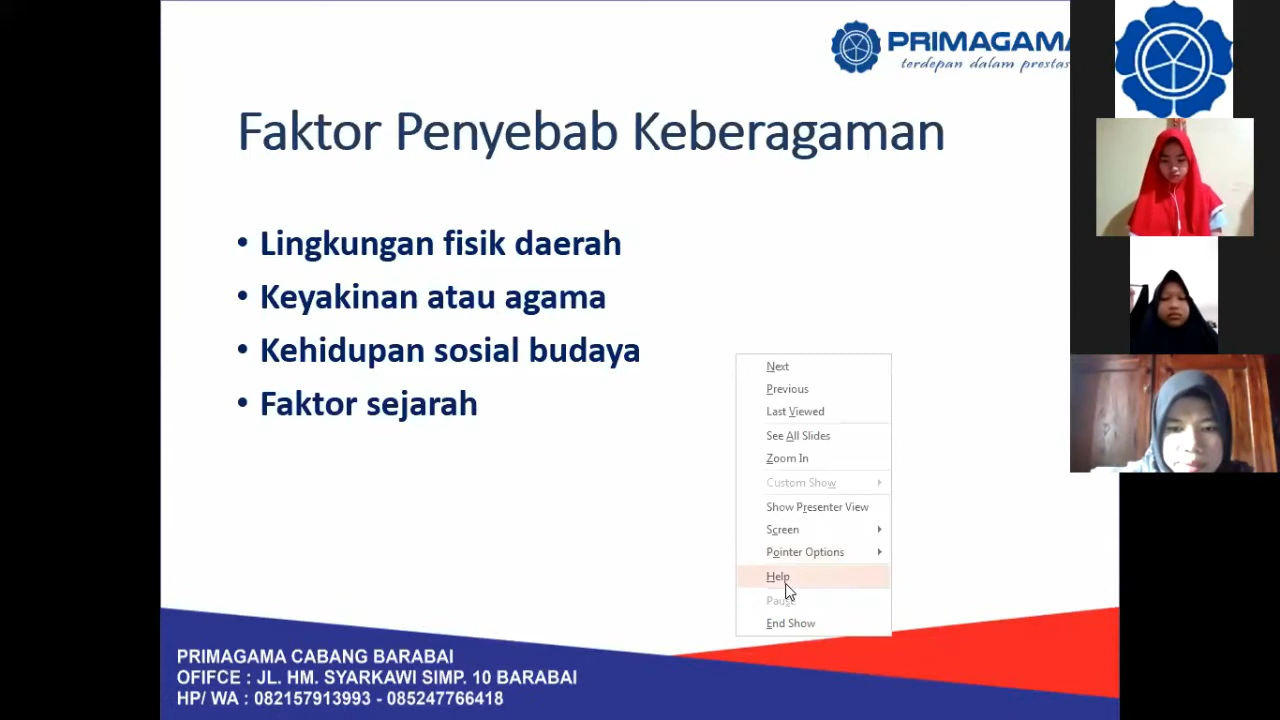 PRIMAGAMA
terdepan dalam prestas
Faktor Penyebab Keberagaman
• Lingkungan fisik daerah
• Keyakinan atau agama
• Kehidupan sosial budaya
• Faktor sejarah
Next
Previous
Last Viewed
See All Slides
Zoom In
Custom Show
Show Presenter View
Screen
Pointer Options
Help
Pause
End Show
PRIMAGAMA CABANG BARABAI
OFIFCE : JL. HM. SYARKAWI SIMP. 10 BARABAI
HP/ WA : 082157913993 - 085247766418